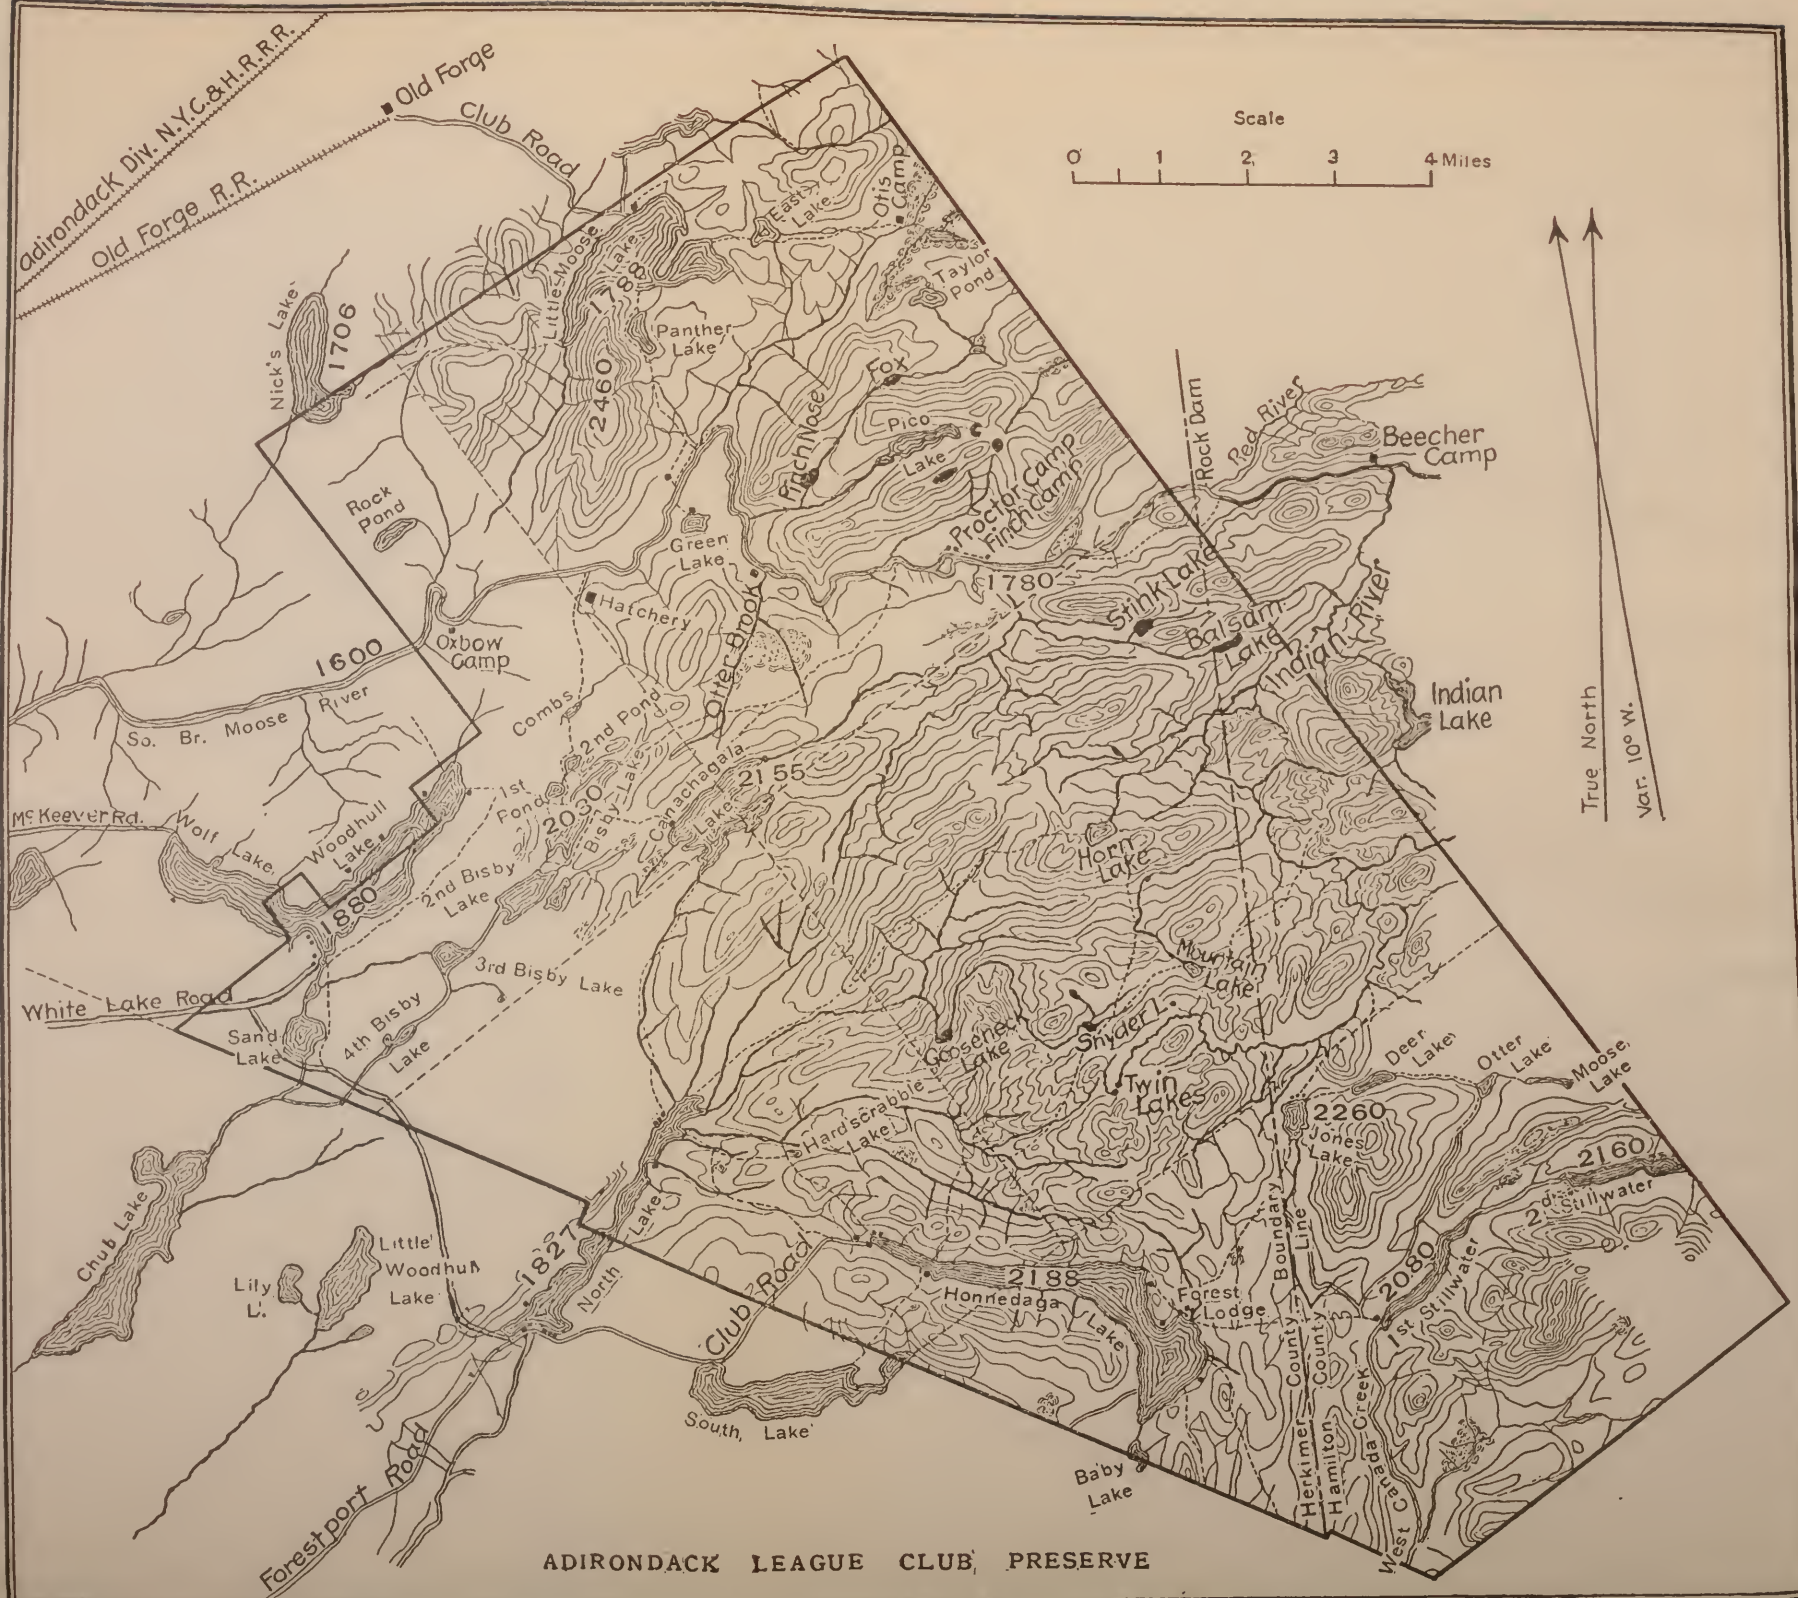 adirondack Div. N.Y.C.&H.R.R.R.
Old Forge
Old Forge R.R.
Club Road
Scale
0 1 2 3 4 Miles
East
Lake
Otis
Camp
Taylor
Pond
Little Moose
Lake
1788
Nick's Lake
1706
Panther
Lake
2460
Fox
Pinch Nose
Pico
Lake
Rock Dam
Red River
Beecher
Camp
Rock
Pond
Proctor Camp
Finch Camp
Green
Lake
1780
Stink Lake
Balsam
Lake
Indian River
Hatchery
Otter Brook
Oxbow
Camp
1600
So. Br. Moose River
Indian
Lake
True North
Var. 10° W.
Combs
2nd Pond
1st
Pond
2030
Bisby Lake
Canachagala
Lake
2155
McKeever Rd.
Wolf Lake
Woodhull
Lake
1880
2nd Bisby
Lake
Horn
Lake
3rd Bisby Lake
White Lake Road
Sand
Lake
4th Bisby
Lake
Mountain
Lake
Gooseneck
Lake
Snyder L.
Twin
Lakes
Deer
Lake
Otter
Lake
Moose
Lake
Hardscrabble
Lake
2260
Jones
Lake
2160
2d Stillwater
Chub Lake
Little
Woodhull
Lake
Lily
L.
1827
North
Lake
Club Road
2188
Honnedaga
Lake
Forest
Lodge
Boundary
Line
2080
1st Stillwater
South Lake
Herkimer County
Hamilton County
West Canada Creek
Baby
Lake
Forestport Road
ADIRONDACK LEAGUE CLUB PRESERVE